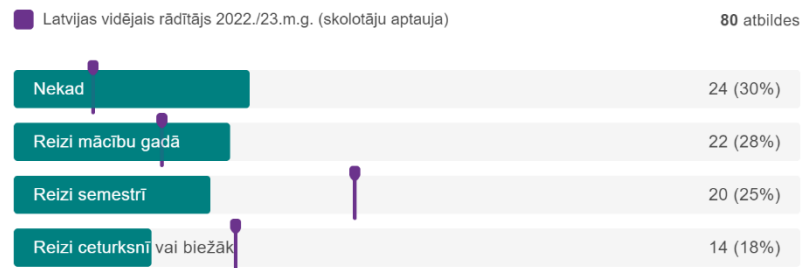 Latvijas vidējais rādītājs 2022./23.m.g. (skolotāju aptauja) 80 atbildes
Nekad 24 (30%)
Reizi mācību gadā 22 (28%)
Reizi semestrī 20 (25%)
Reizi ceturksnī vai biežāk 14 (18%)